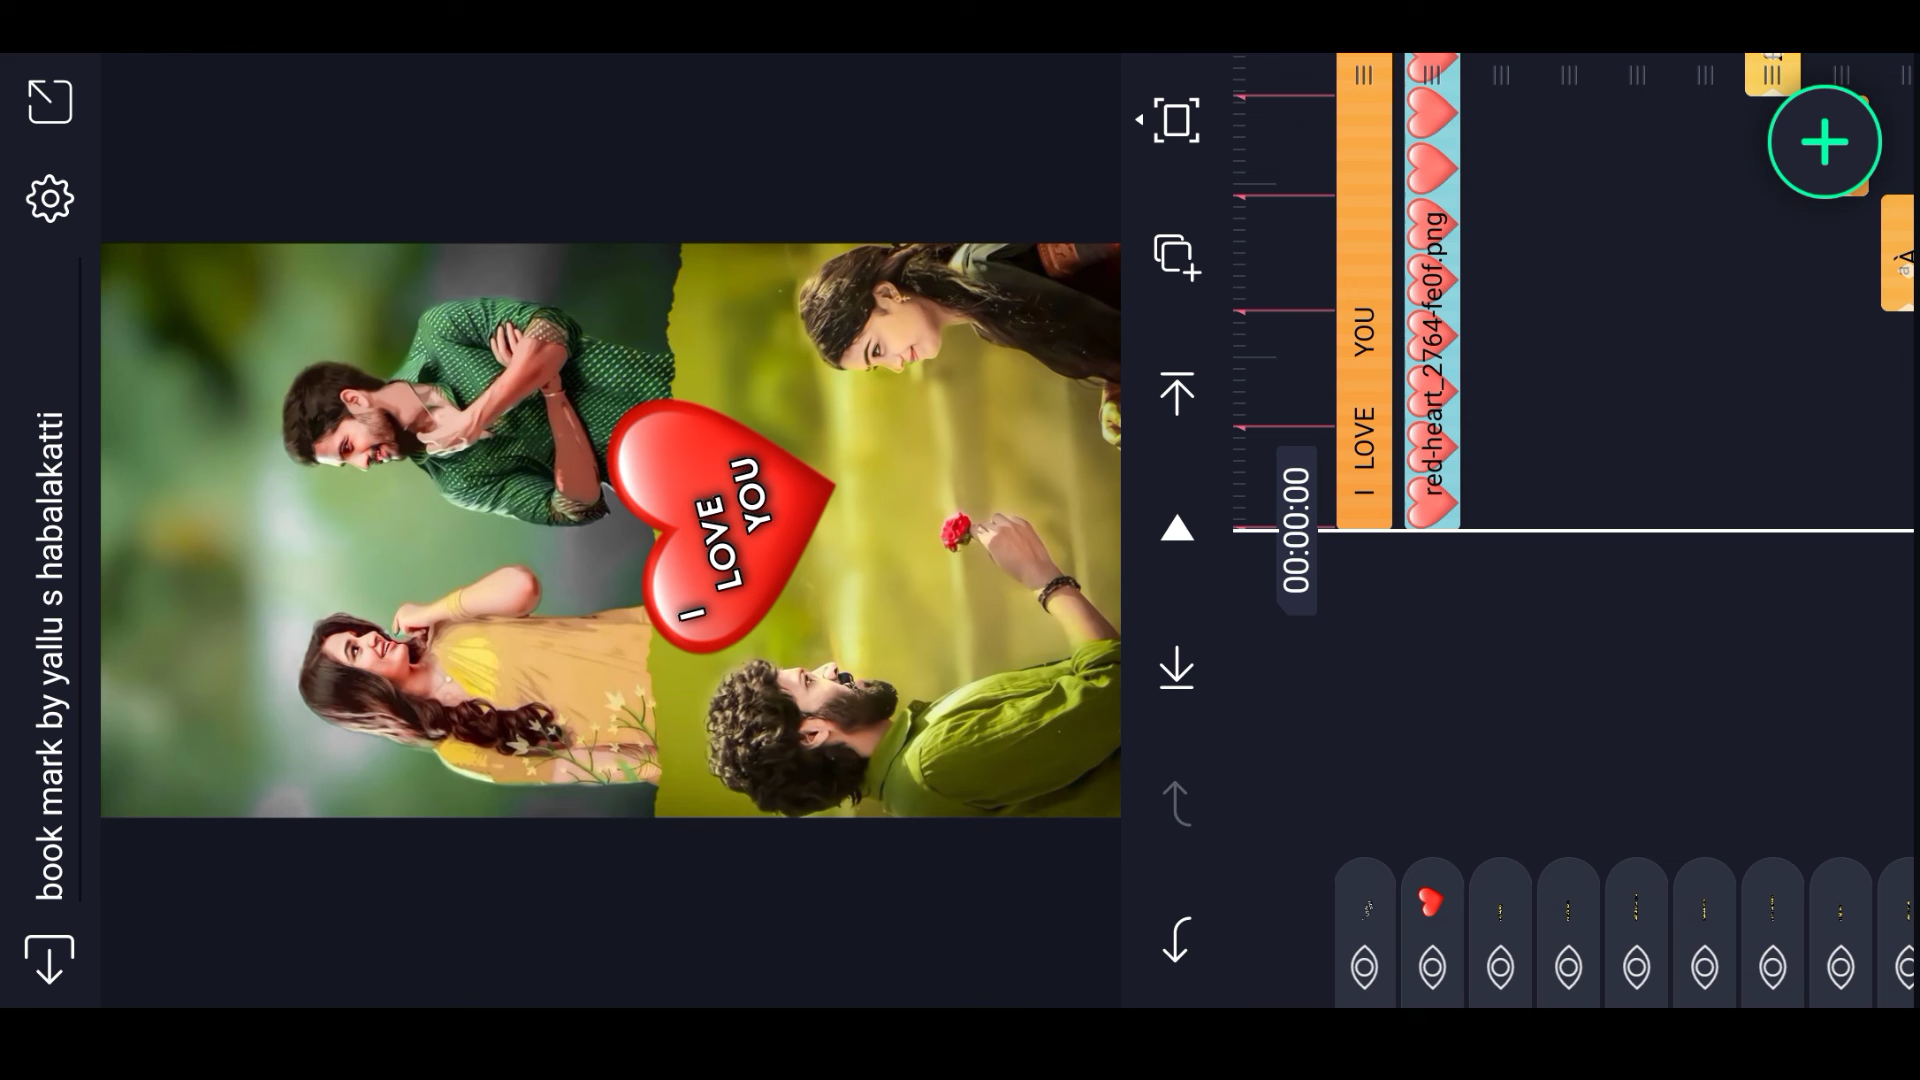 book mark by yallu s habalakatti
I
LOVE
YOU
00:00:00
I LOVE YOU
red-heart_2764-fe0f.png